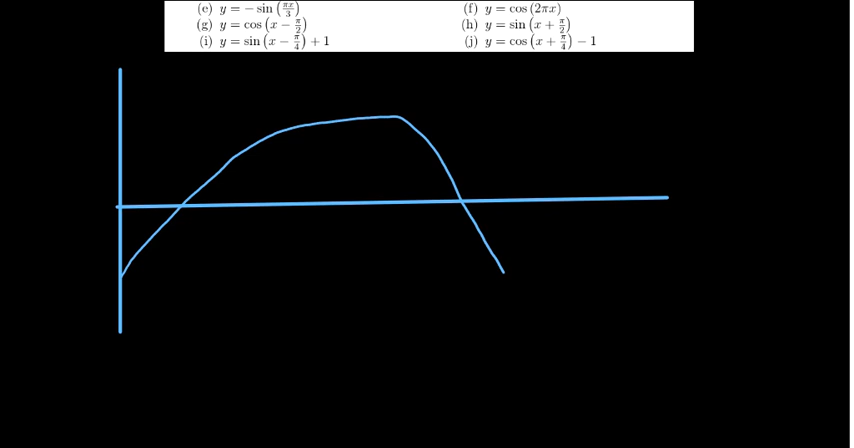 (e) y = − sin (πx/3) (f) y = cos (2πx)
(g) y = cos (x − π/2) (h) y = sin (x + π/2)
(i) y = sin (x − π/4) + 1 (j) y = cos (x + π/4) − 1